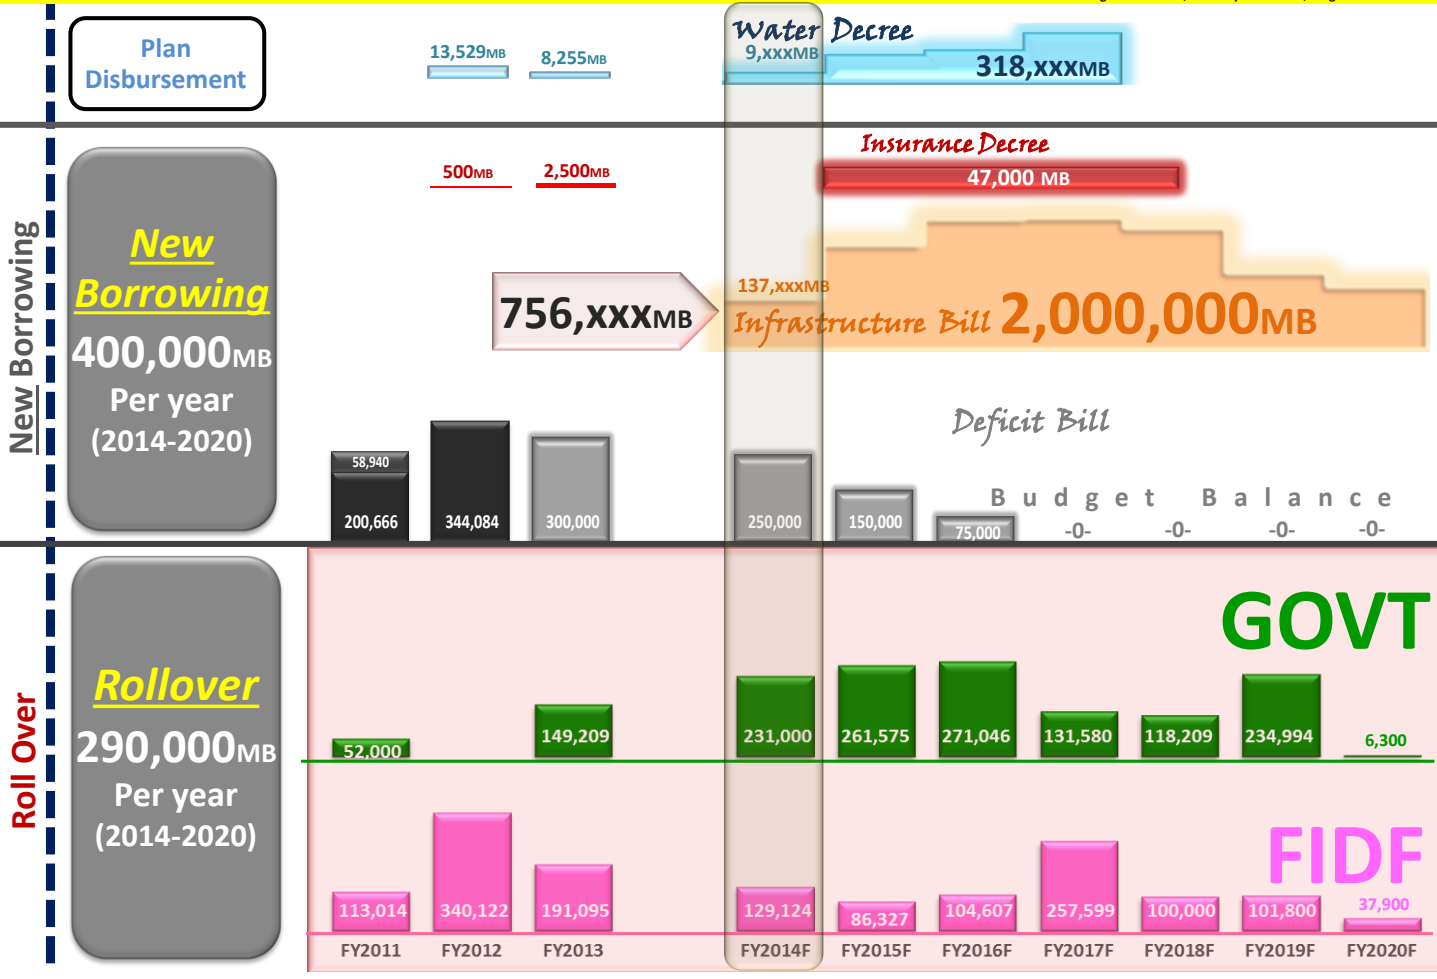 Plan
Disbursement
13,529MB
8,255MB
Water Decree
9,xxxMB
318,xxxMB
New Borrowing
New
Borrowing
400,000MB
Per year
(2014-2020)
500MB
2,500MB
Insurance Decree
47,000 MB
756,xxxMB
137,xxxMB
Infrastructure Bill 2,000,000MB
Deficit Bill
Budget Balance
58,940
200,666
344,084
300,000
250,000
150,000
75,000
-0-
-0-
-0-
-0-
Roll Over
Rollover
290,000MB
Per year
(2014-2020)
GOVT
52,000
149,209
231,000
261,575
271,046
131,580
118,209
234,994
6,300
FIDF
113,014
340,122
191,095
129,124
86,327
104,607
257,599
100,000
101,800
37,900
FY2011
FY2012
FY2013
FY2014F
FY2015F
FY2016F
FY2017F
FY2018F
FY2019F
FY2020F